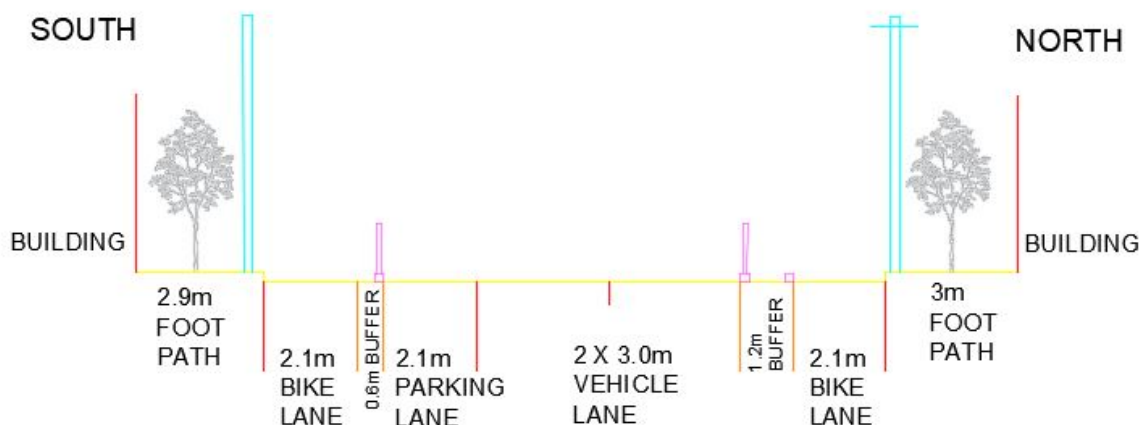 SOUTH
NORTH
BUILDING
BUILDING
2.9m
FOOT
PATH
2.1m
BIKE
LANE
0.6m BUFFER
2.1m
PARKING
LANE
2 X 3.0m
VEHICLE
LANE
1.2m
BUFFER
2.1m
BIKE
LANE
3m
FOOT
PATH